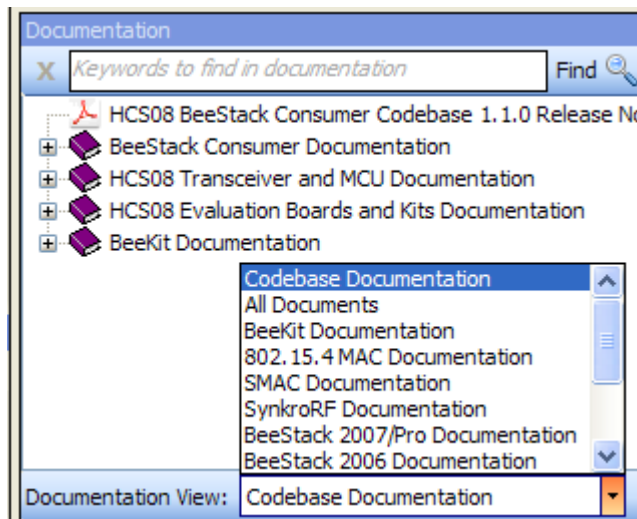 Documentation
X Keywords to find in documentation Find
HCS08 BeeStack Consumer Codebase 1.1.0 Release
BeeStack Consumer Documentation
HCS08 Transceiver and MCU Documentation
HCS08 Evaluation Boards and Kits Documentation
BeeKit Documentation
Codebase Documentation
All Documents
BeeKit Documentation
802.15.4 MAC Documentation
SMAC Documentation
SynkroRF Documentation
BeeStack 2007/Pro Documentation
BeeStack 2006 Documentation
Documentation View: Codebase Documentation